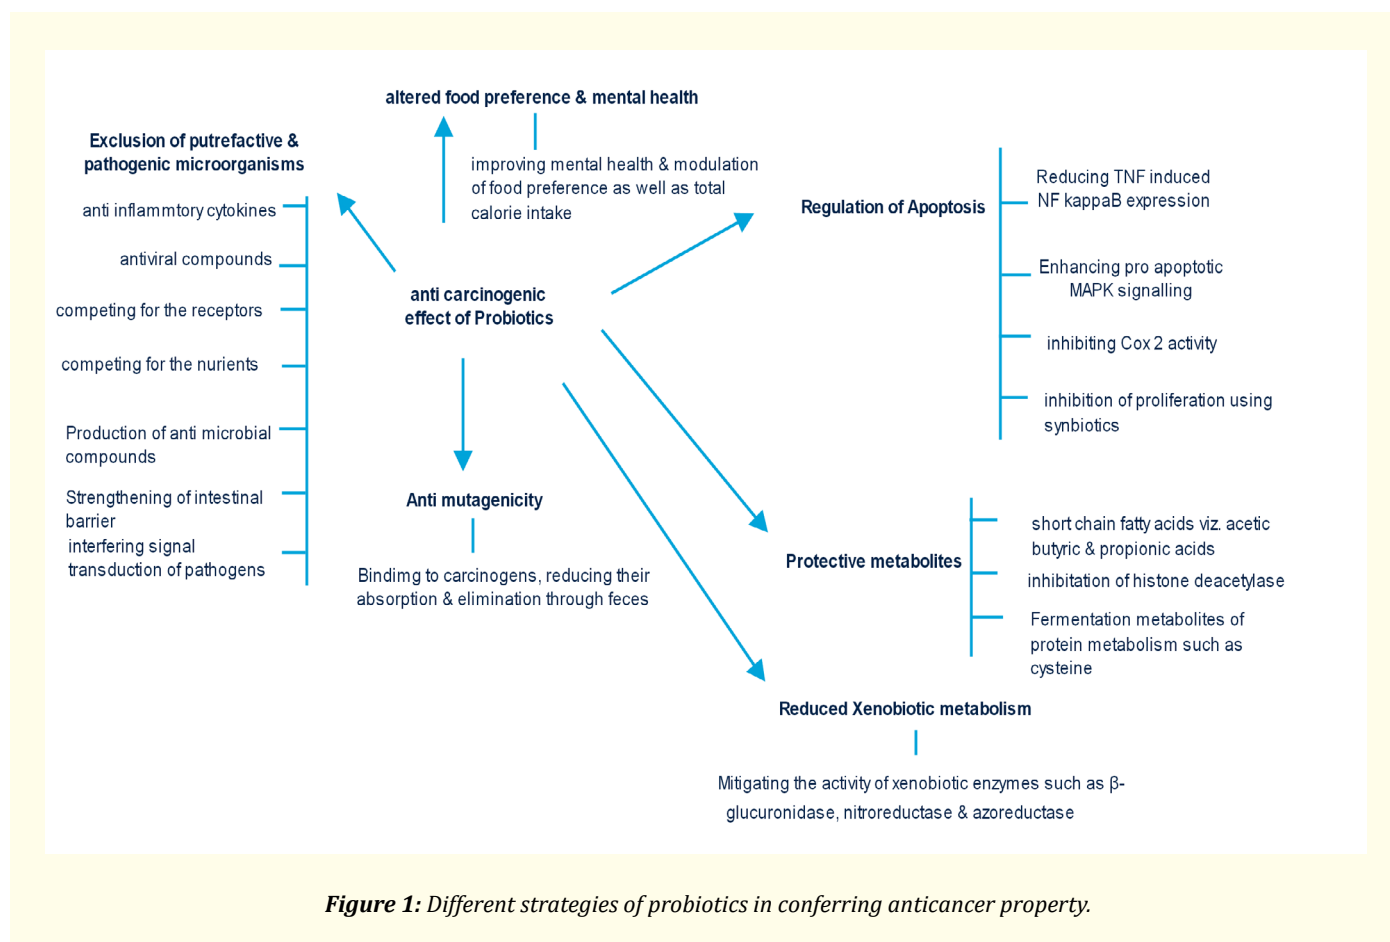 altered food preference & mental health
improving mental health & modulation
of food preference as well as total
calorie intake
Exclusion of putrefactive &
pathogenic microorganisms
anti inflammtory cytokines
antiviral compounds
competing for the receptors
competing for the nurients
Production of anti microbial
compounds
Strengthening of intestinal
barrier
interfering signal
transduction of pathogens
anti carcinogenic
effect of Probiotics
Anti mutagenicity
Bindimg to carcinogens, reducing their
absorption & elimination through feces
Regulation of Apoptosis
Reducing TNF induced
NF kappaB expression
Enhancing pro apoptotic
MAPK signalling
inhibiting Cox 2 activity
inhibition of proliferation using
synbiotics
Protective metabolites
short chain fatty acids viz. acetic
butyric & propionic acids
inhibitation of histone deacetylase
Fermentation metabolites of
protein metabolism such as
cysteine
Reduced Xenobiotic metabolism
Mitigating the activity of xenobiotic enzymes such as β-
glucuronidase, nitroreductase & azoreductase
Figure 1: Different strategies of probiotics in conferring anticancer property.